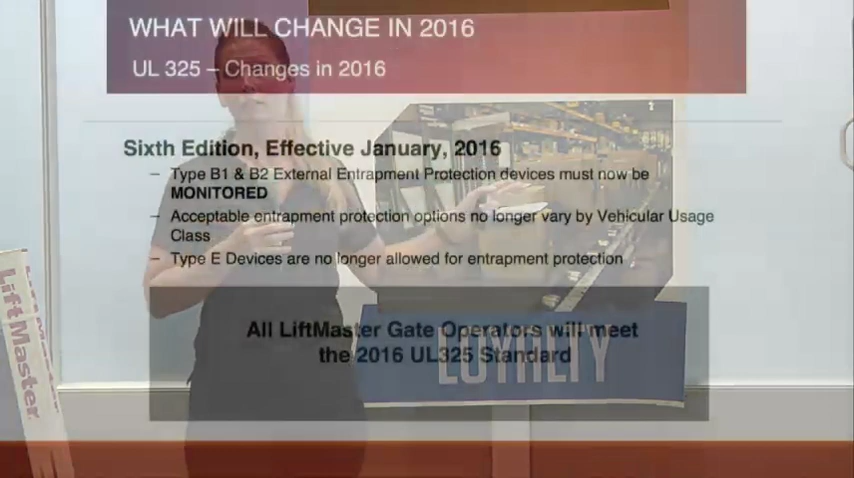 WHAT WILL CHANGE IN 2016
UL 325 – Changes in 2016
Sixth Edition, Effective January, 2016
– Type B1 & B2 External Entrapment Protection devices must now be
MONITORED
– Acceptable entrapment protection options no longer vary by Vehicular Usage
Class
– Type E Devices are no longer allowed for entrapment protection
All LiftMaster Gate Operators will meet
the 2016 UL325 Standard
LOYALTY
LiftMaster